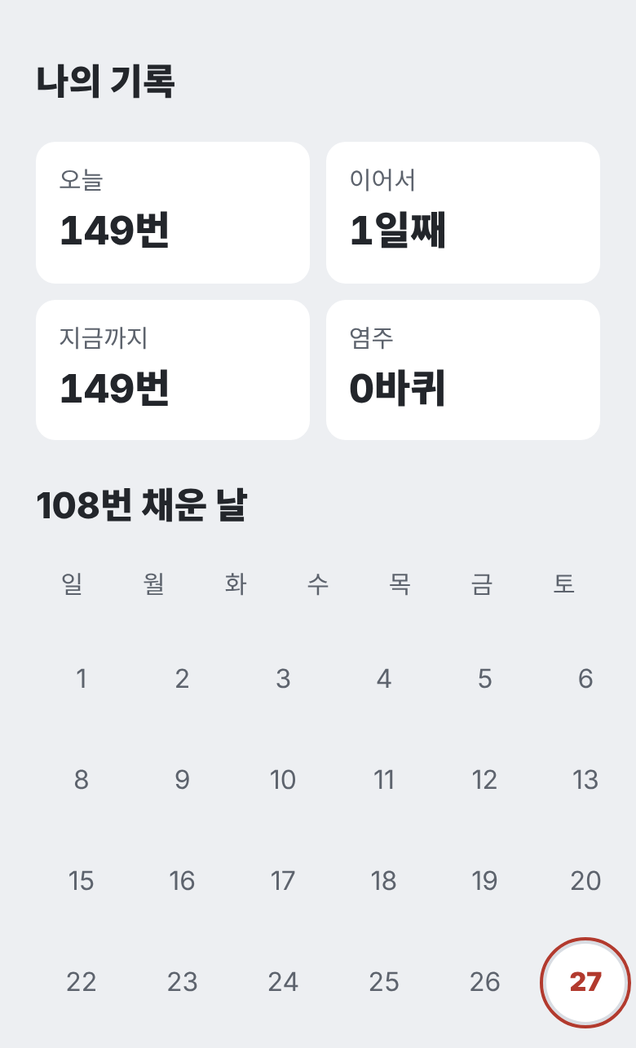 나의 기록
오늘 이어서
149번 1일째
지금까지 염주
149번 0바퀴
108번 채운 날
일 월 화 수 목 금 토
1 2 3 4 5 6
8 9 10 11 12 13
15 16 17 18 19 20
22 23 24 25 26 27